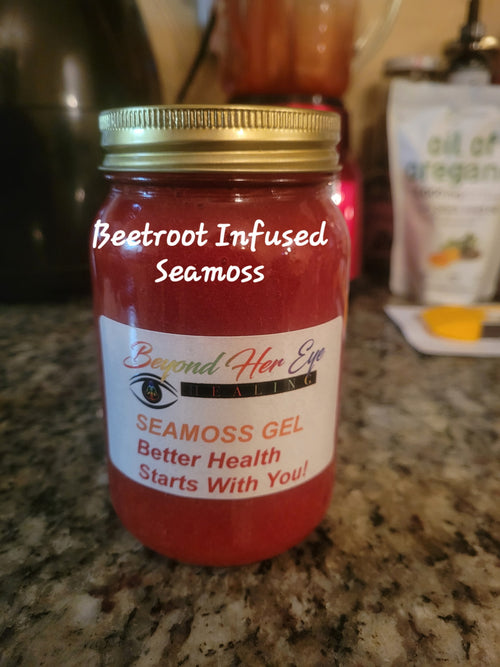 Beetroot Infused
Seamoss
Beyond Her Eye
HEALING
SEAMOSS GEL
Better Health
Starts With You!
oil of
oregano